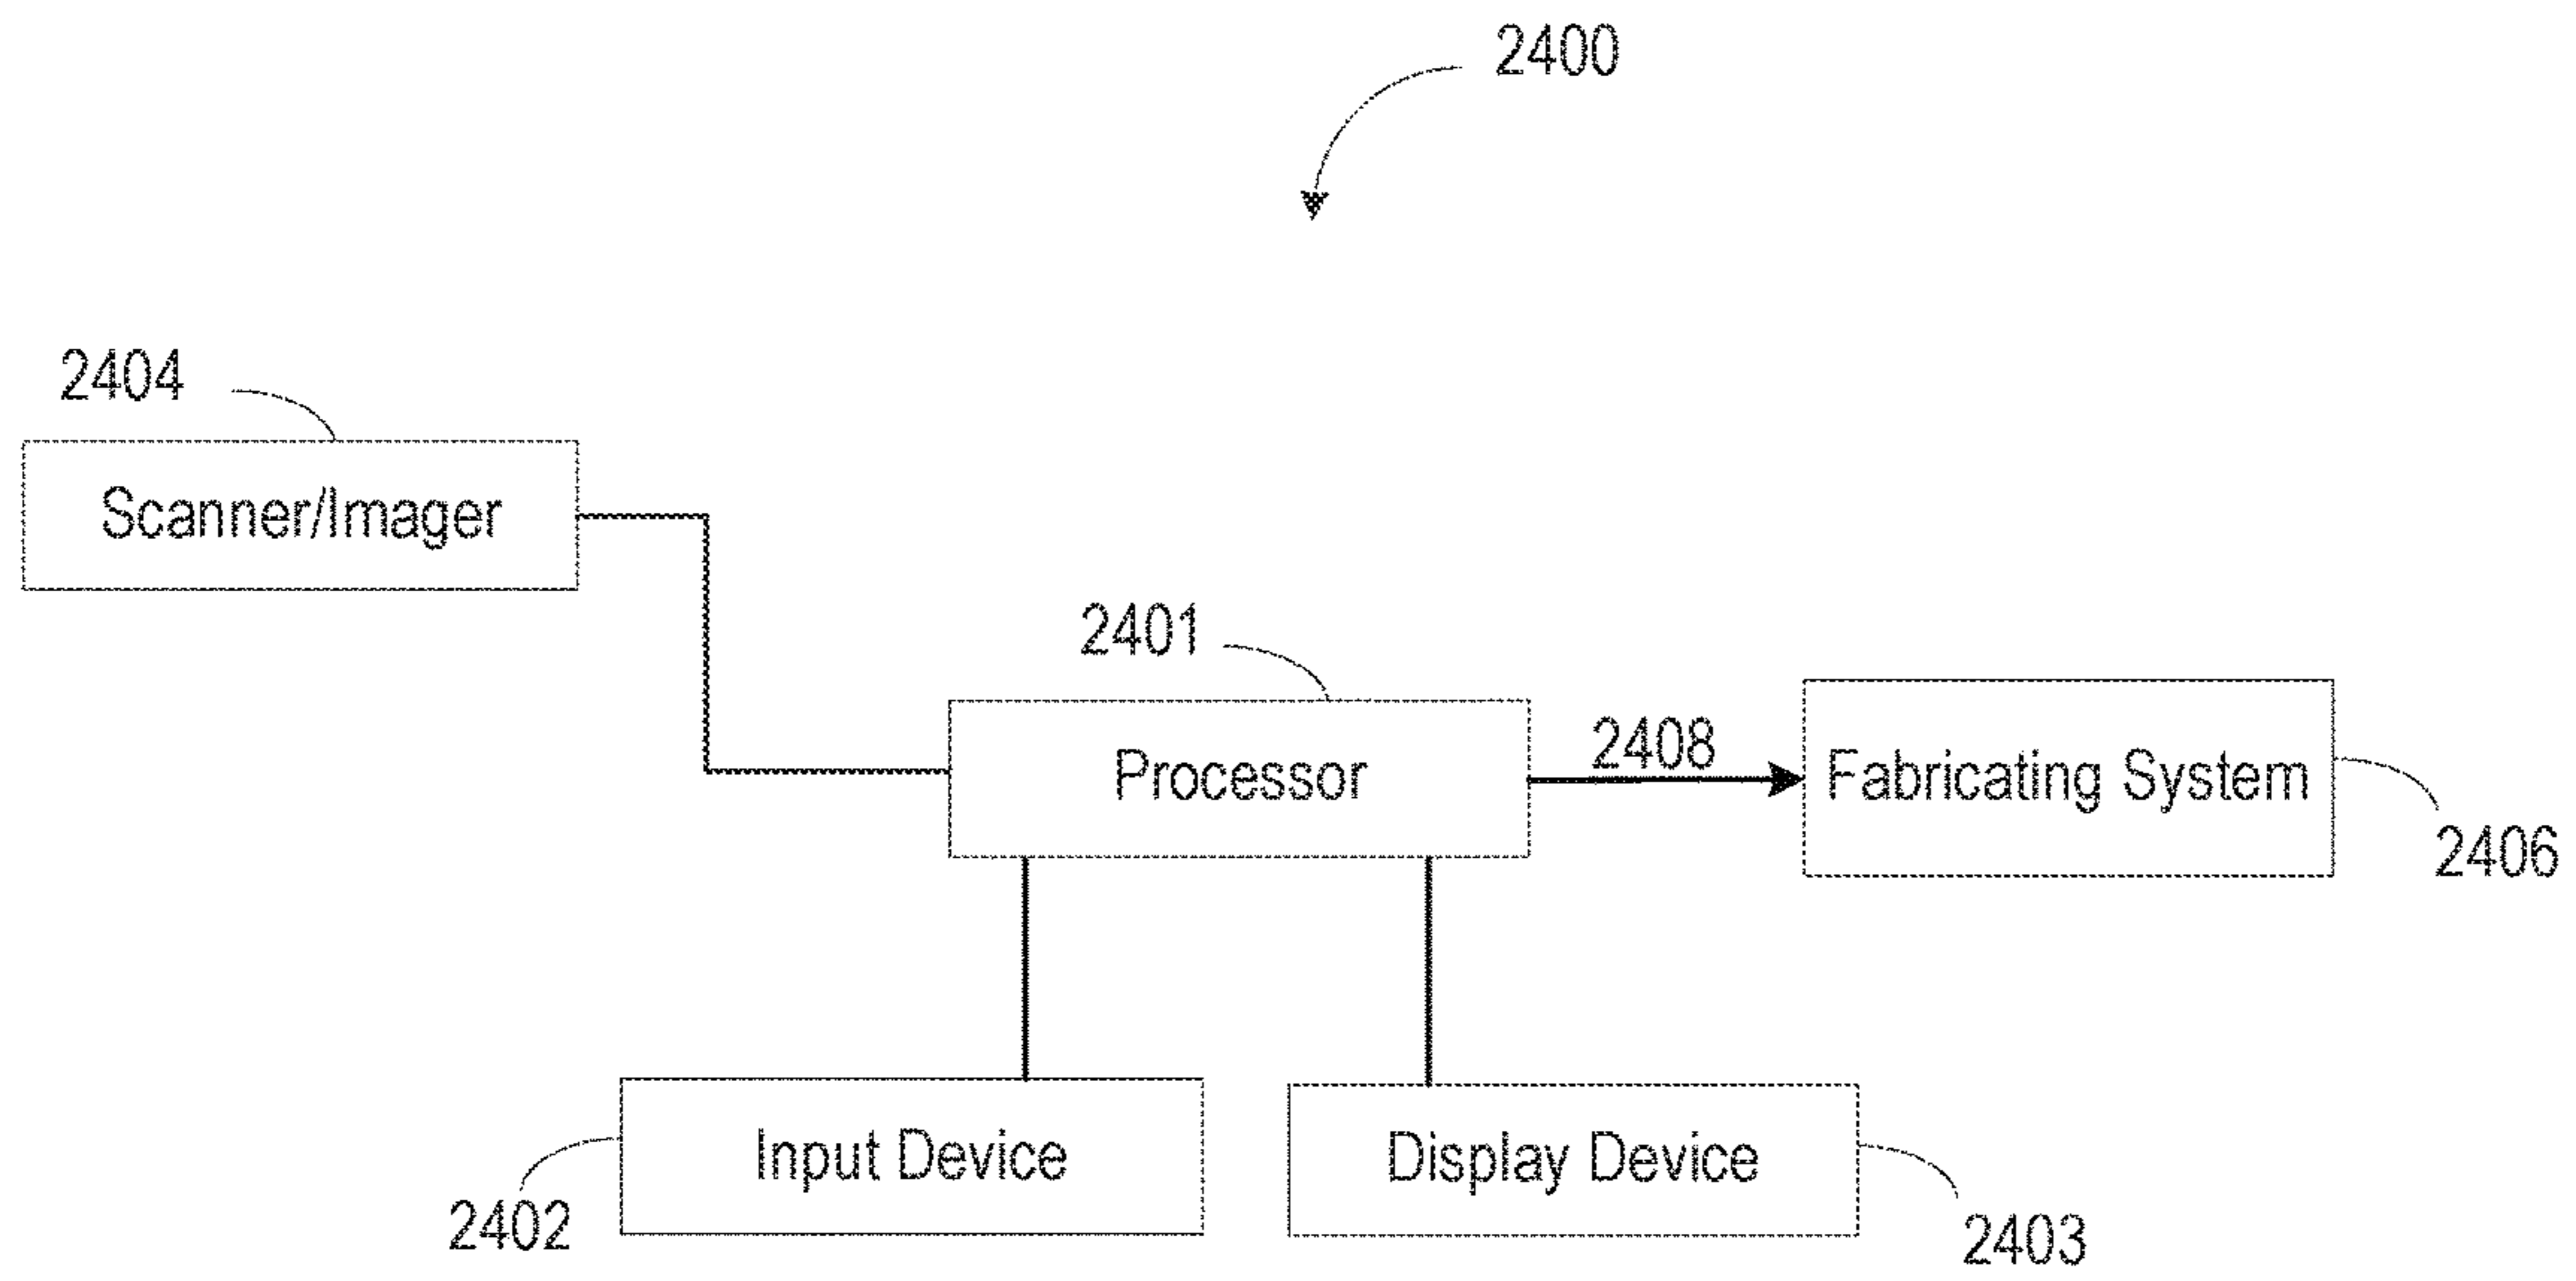 2400
2404
Scanner/Imager
2401
Processor
2408
Fabricating System
2406
Input Device
2402
Display Device
2403